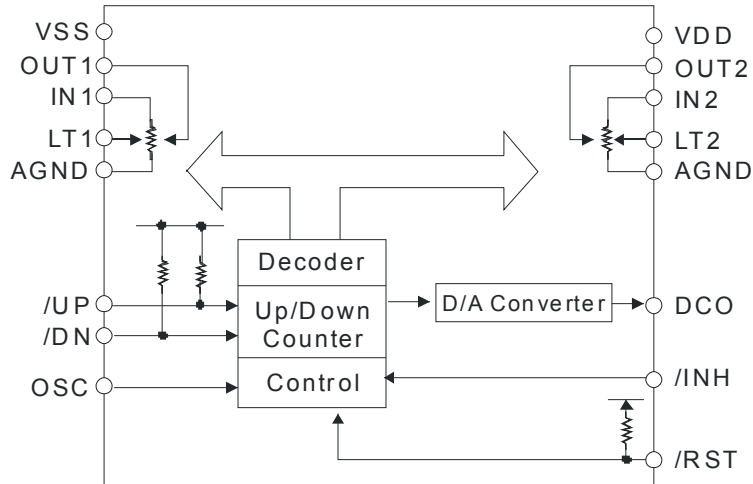 VSS
OUT1
IN1
LT1
AGND
/UP
/DN
OSC
Decoder
Up/Down
Counter
Control
D/A Converter
VDD
OUT2
IN2
LT2
AGND
DCO
/INH
/RST